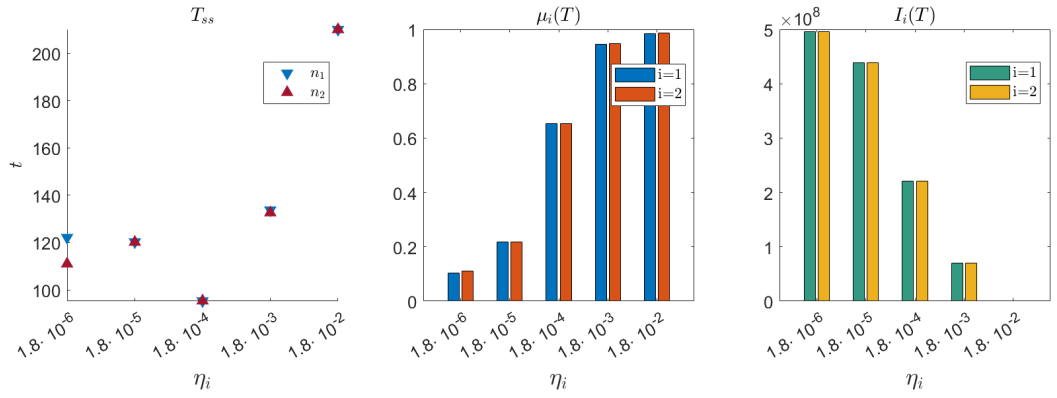 T_ss
t
200
180
160
140
120
100
n_1
n_2
1.8· 10^-6
1.8· 10^-5
1.8· 10^-4
1.8· 10^-3
1.8· 10^-2
η_i
μ_i(T)
1
0.8
0.6
0.4
0.2
0
i=1
i=2
1.8· 10^-6
1.8· 10^-5
1.8· 10^-4
1.8· 10^-3
1.8· 10^-2
η_i
I_i(T)
×10^8
5
4
3
2
1
0
i=1
i=2
1.8· 10^-6
1.8· 10^-5
1.8· 10^-4
1.8· 10^-3
1.8· 10^-2
η_i